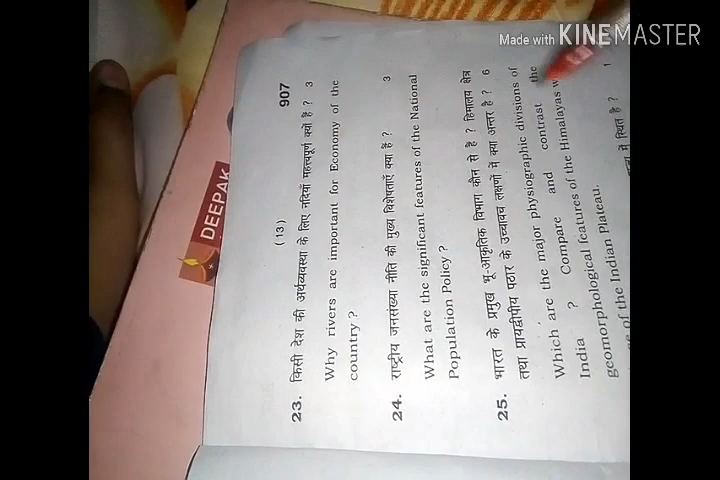 Made with KINEMASTER
DEEPAK
(13)
907
23. किसी देश की अर्थव्यवस्था के लिए नदियाँ महत्त्वपूर्ण क्यों है ? 3
Why rivers are important for Economy of the
country ?
24. राष्ट्रीय जनसंख्या नीति की मुख्य विशेषताएँ क्या हैं ? 3
What are the significant features of the National
Population Policy ?
25. भारत के प्रमुख भू-आकृतिक विभाग कौन से है ? हिमालय क्षेत्र
तथा प्रायद्वीपीय पठार के उच्चावच लक्षणों में क्या अन्तर है ? 6
Which are the major physiographic divisions of
India ? Compare and contrast the
geomorphological features of the Himalayas
of the Indian Plateau.
में स्थित है ? 1